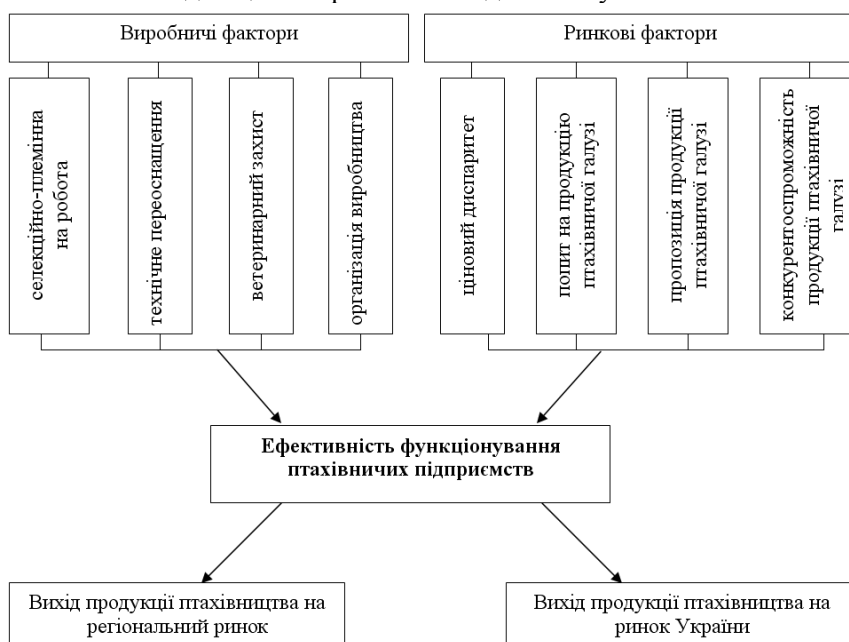 Виробничі фактори
Ринкові фактори
селекційно-племінна
на робота
технічне переоснащення
ветеринарний захист
організація виробництва
ціновий диспаритет
попит на продукцію
птахівничої галузі
пропозиція продукції
птахівничої галузі
конкурентоспроможність
продукції птахівничої
галузі
Ефективність функціонування
птахівничих підприємств
Вихід продукції птахівництва на
регіональний ринок
Вихід продукції птахівництва на
ринок України